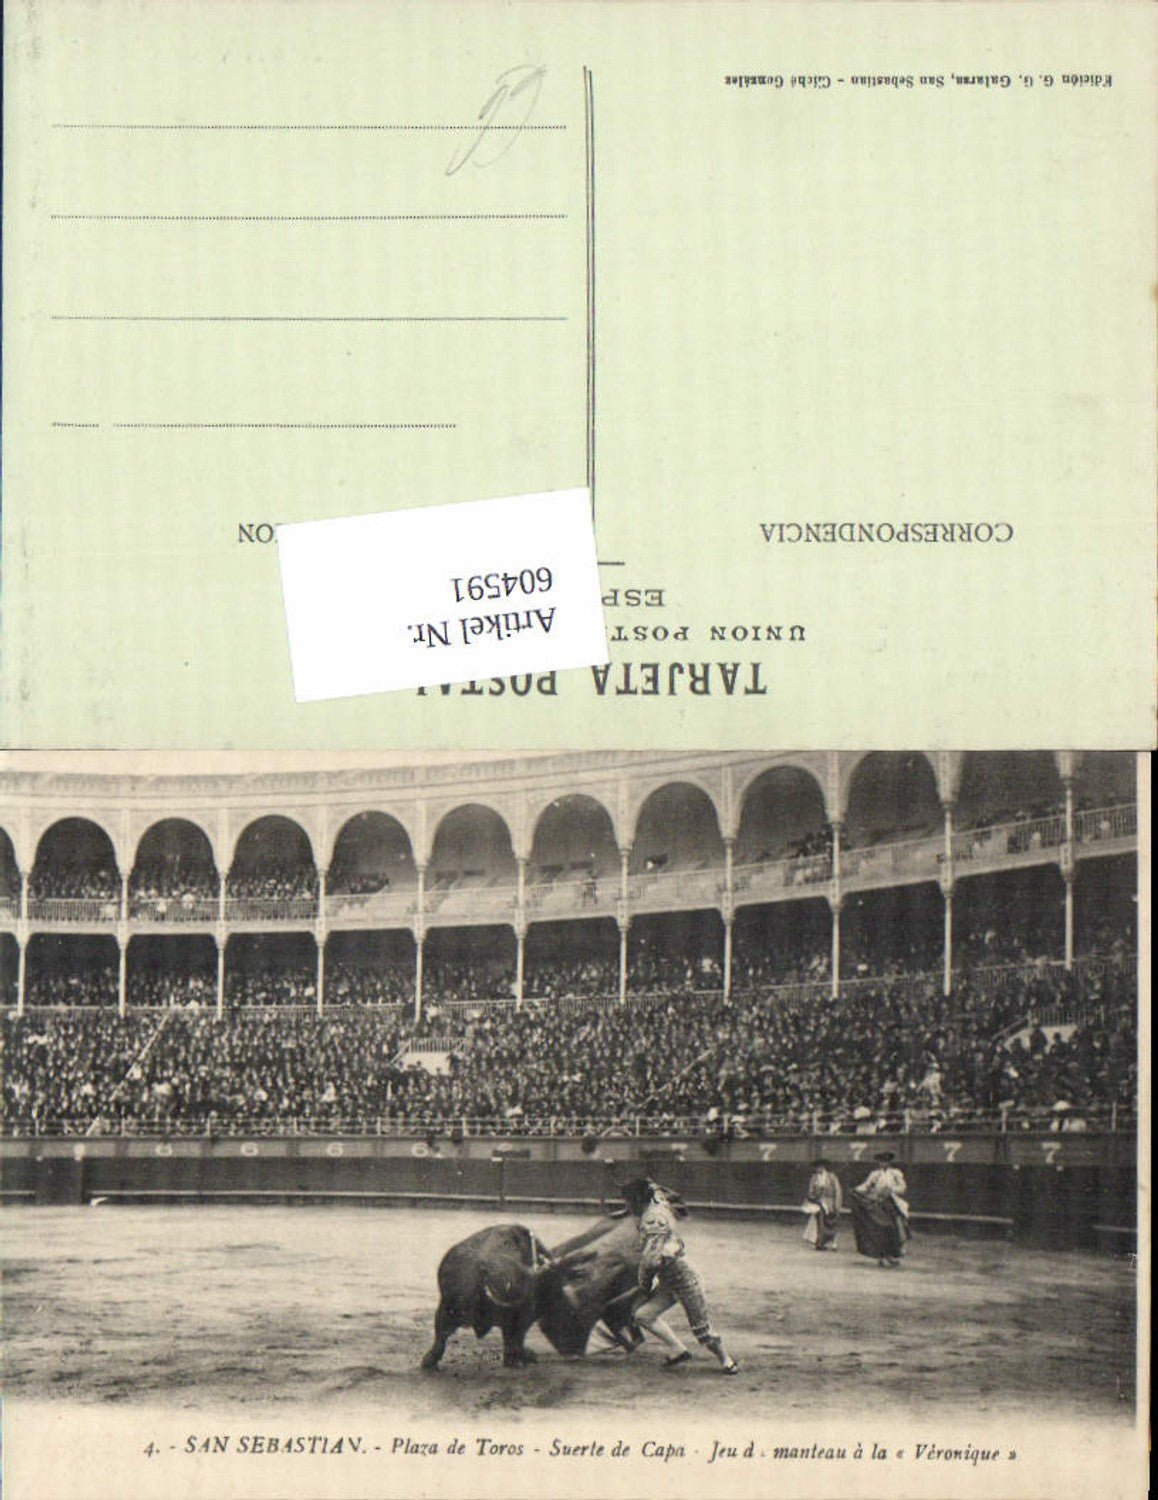 TARJETA POSTAL
UNION POST
ESP
CORRESPONDENCIA
Artikel Nr.
604591
Edición G. G. Galarza, San Sebastian - Cliché González
6 6 6 6 7 7 7 7 7
4. - SAN SEBASTIAN. - Plaza de Toros - Suerte de Capa - Jeu d. manteau à la « Véronique »